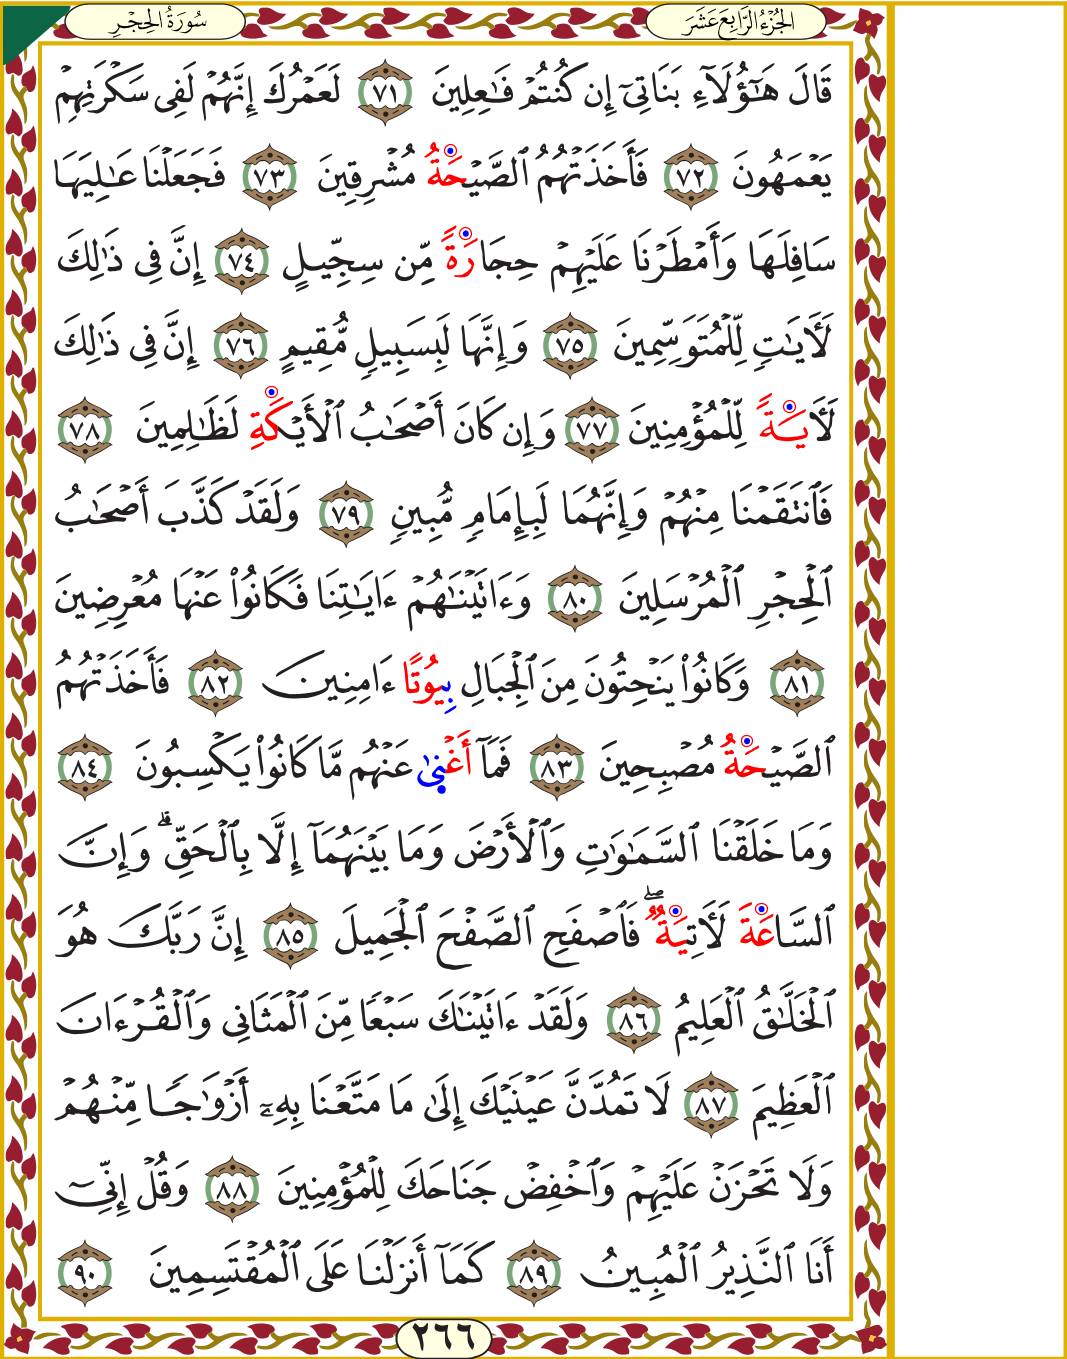 الجُزْءُ الرَّابِعَ عَشَرَ
سُورَةُ الحِجْرِ
قَالَ هَٰٓؤُلَآءِ بَنَاتِيٓ إِن كُنتُمْ فَٰعِلِينَ ٧١ لَعَمْرُكَ إِنَّهُمْ لَفِي سَكْرَتِهِمْ
يَعْمَهُونَ ٧٢ فَأَخَذَتْهُمُ ٱلصَّيْحَةُ مُشْرِقِينَ ٧٣ فَجَعَلْنَا عَٰلِيَهَا
سَافِلَهَا وَأَمْطَرْنَا عَلَيْهِمْ حِجَارَةً مِّن سِجِّيلٍ ٧٤ إِنَّ فِي ذَٰلِكَ
لَأٓيَٰتٍ لِّلْمُتَوَسِّمِينَ ٧٥ وَإِنَّهَا لَبِسَبِيلٍ مُّقِيمٍ ٧٦ إِنَّ فِي ذَٰلِكَ
لَأٓيَةً لِّلْمُؤْمِنِينَ ٧٧ وَإِن كَانَ أَصْحَٰبُ ٱلْأَيْكَةِ لَظَٰلِمِينَ ٧٨
فَٱنتَقَمْنَا مِنْهُمْ وَإِنَّهُمَا لَبِإِمَامٍ مُّبِينٍ ٧٩ وَلَقَدْ كَذَّبَ أَصْحَٰبُ
ٱلْحِجْرِ ٱلْمُرْسَلِينَ ٨٠ وَءَاتَيْنَٰهُمْ ءَايَٰتِنَا فَكَانُوا۟ عَنْهَا مُعْرِضِينَ
٨١ وَكَانُوا۟ يَنْحِتُونَ مِنَ ٱلْجِبَالِ بِيُوتًا ءَامِنِينَ ٨٢ فَأَخَذَتْهُمُ
ٱلصَّيْحَةُ مُصْبِحِينَ ٨٣ فَمَآ أَغْنىٰ عَنْهُم مَّا كَانُوا۟ يَكْسِبُونَ ٨٤
وَمَا خَلَقْنَا ٱلسَّمَٰوَٰتِ وَٱلْأَرْضَ وَمَا بَيْنَهُمَآ إِلَّا بِٱلْحَقِّ ۗ وَإِنَّ
ٱلسَّاعَةَ لَأٓتِيَةٌ ۖ فَٱصْفَحِ ٱلصَّفْحَ ٱلْجَمِيلَ ٨٥ إِنَّ رَبَّكَ هُوَ
ٱلْخَلَّٰقُ ٱلْعَلِيمُ ٨٦ وَلَقَدْ ءَاتَيْنَٰكَ سَبْعًا مِّنَ ٱلْمَثَانِي وَٱلْقُرْءَانَ
ٱلْعَظِيمَ ٨٧ لَا تَمُدَّنَّ عَيْنَيْكَ إِلَىٰ مَا مَتَّعْنَا بِهِۦٓ أَزْوَٰجًا مِّنْهُمْ
وَلَا تَحْزَنْ عَلَيْهِمْ وَٱخْفِضْ جَنَاحَكَ لِلْمُؤْمِنِينَ ٨٨ وَقُلْ إِنِّيٓ
أَنَا ٱلنَّذِيرُ ٱلْمُبِينُ ٨٩ كَمَآ أَنزَلْنَا عَلَى ٱلْمُقْتَسِمِينَ ٩٠
٢٦٦